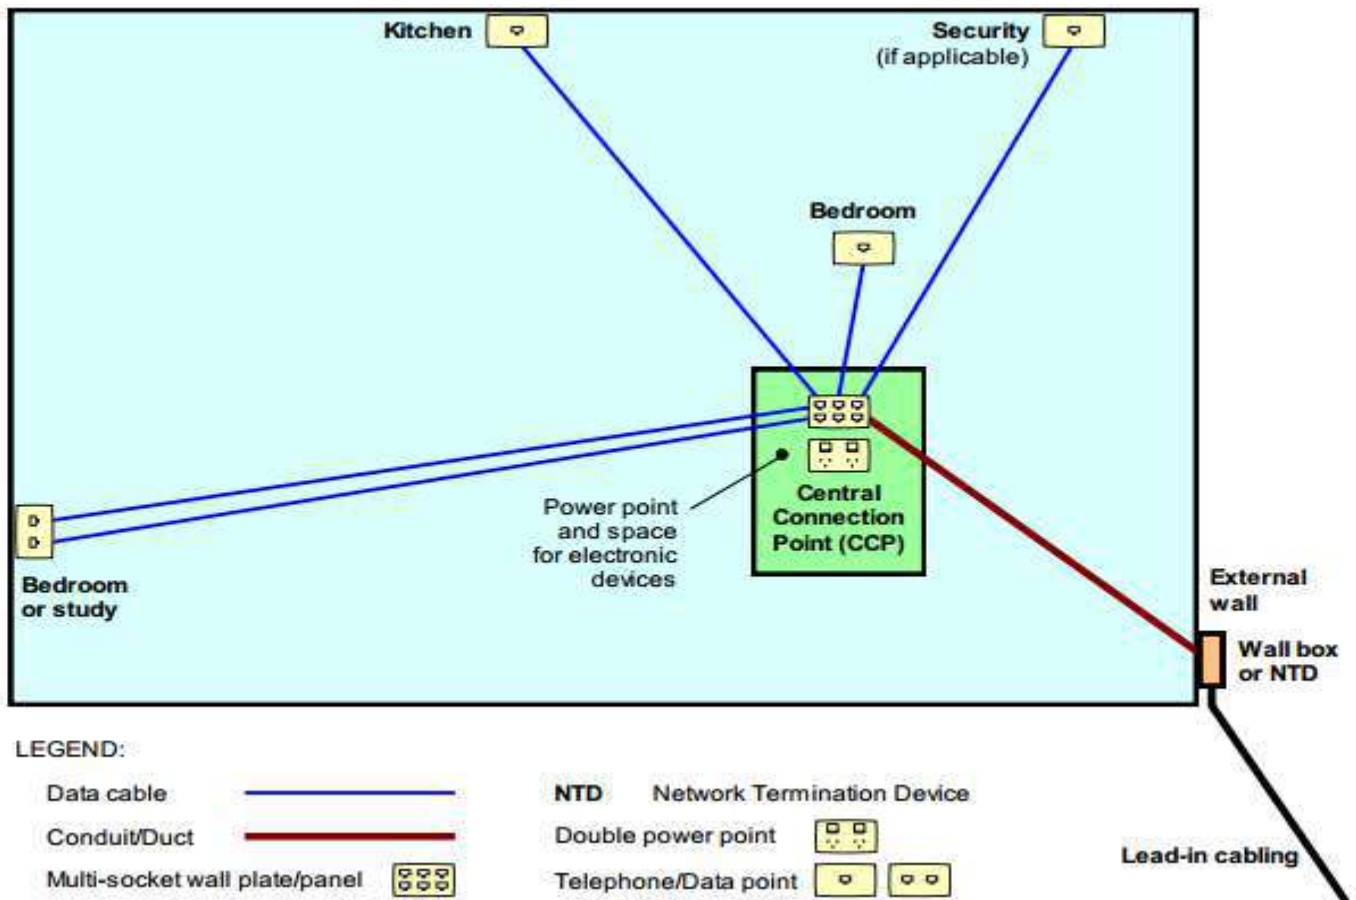 Kitchen
Security
(if applicable)
Bedroom
Central
Connection
Point (CCP)
Power point
and space
for electronic
devices
Bedroom
or study
External
wall
Wall box
or NTD
LEGEND:
Data cable
NTD Network Termination Device
Conduit/Duct
Double power point
Multi-socket wall plate/panel
Telephone/Data point
Lead-in cabling